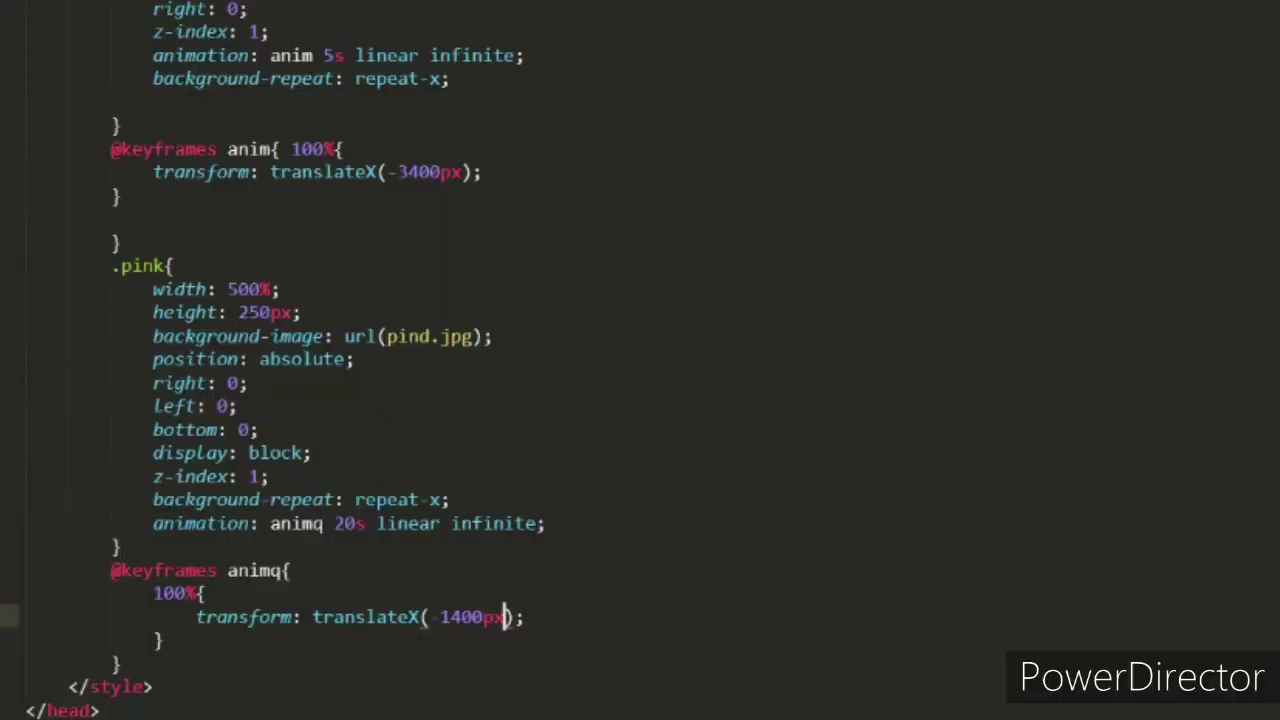 right: 0;
z-index: 1;
animation: anim 5s linear infinite;
background-repeat: repeat-x;
}
@keyframes anim{ 100%{
transform: translateX(-3400px);
}
}
.pink{
width: 500%;
height: 250px;
background-image: url(pind.jpg);
position: absolute;
right: 0;
left: 0;
bottom: 0;
display: block;
z-index: 1;
background-repeat: repeat-x;
animation: animq 20s linear infinite;
}
@keyframes animq{
100%{
transform: translateX(-1400px);
}
}
</style>
</head>
PowerDirector